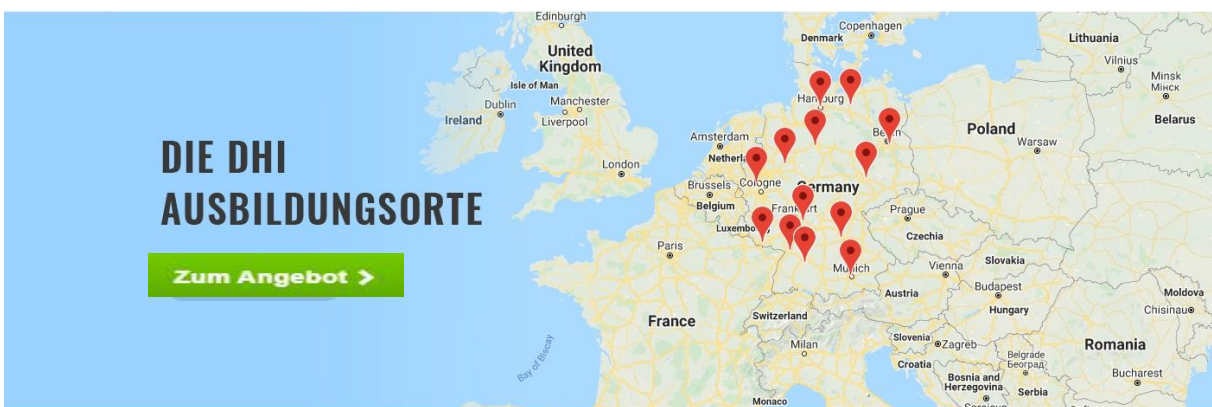 DIE DHI
AUSBILDUNGSORTE
Zum Angebot >
Edinburgh
United
Kingdom
Isle of Man
Dublin
Manchester
Ireland
Liverpool
London
Copenhagen
Denmark
Lithuania
Vilnius
Minsk
Мінск
Belarus
Amsterdam
Poland
Warsaw
Brussels
Cologne
Germany
Belgium
Prague
Czechia
Paris
Slovakia
Vienna
Budapest
Austria
Hungary
Moldova
Chisinau
France
Switzerland
Milan
Slovenia
Zagreb
Croatia
Romania
Belgrade
Београд
Bosnia and
Herzegovina
Serbia
Bucharest
Bay of Biscay
Monaco